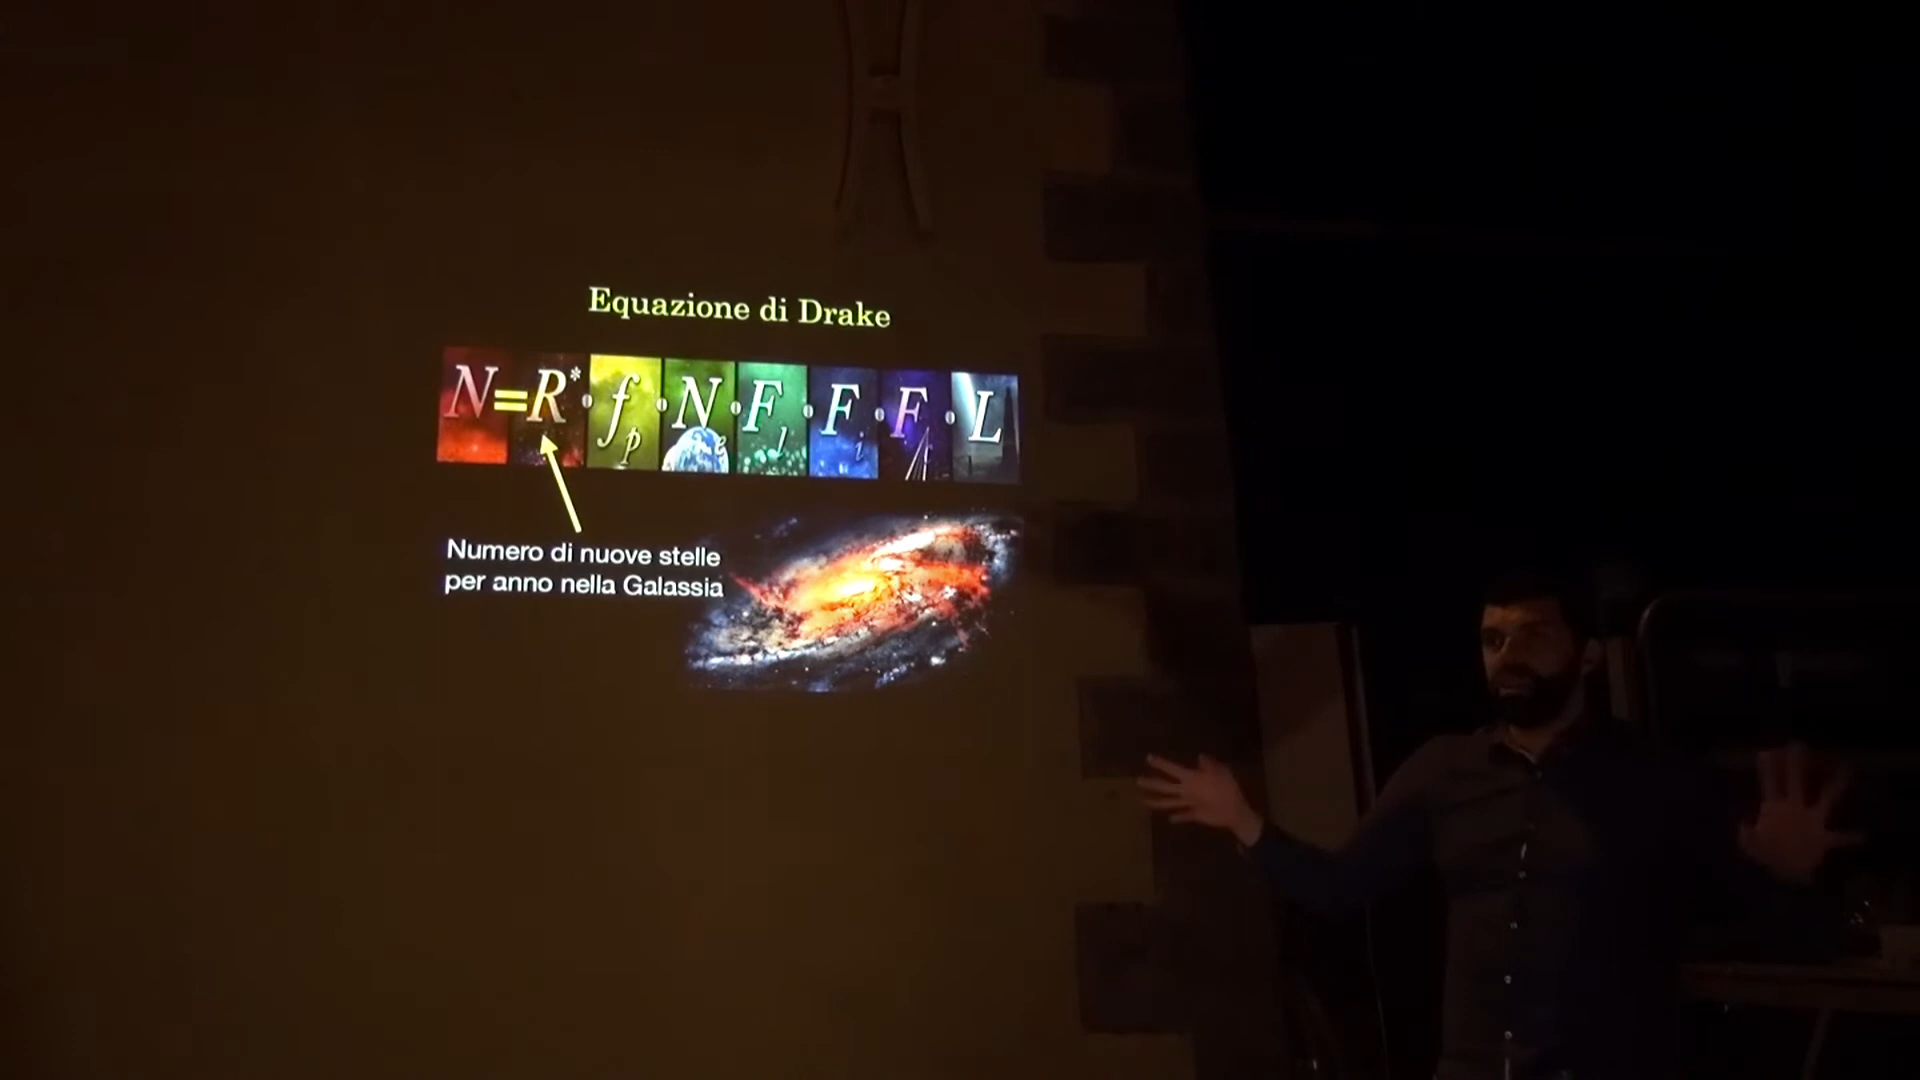 Equazione di Drake
N=R*·fp·Ne·Fl·Fi·Fc·L
Numero di nuove stelle
per anno nella Galassia